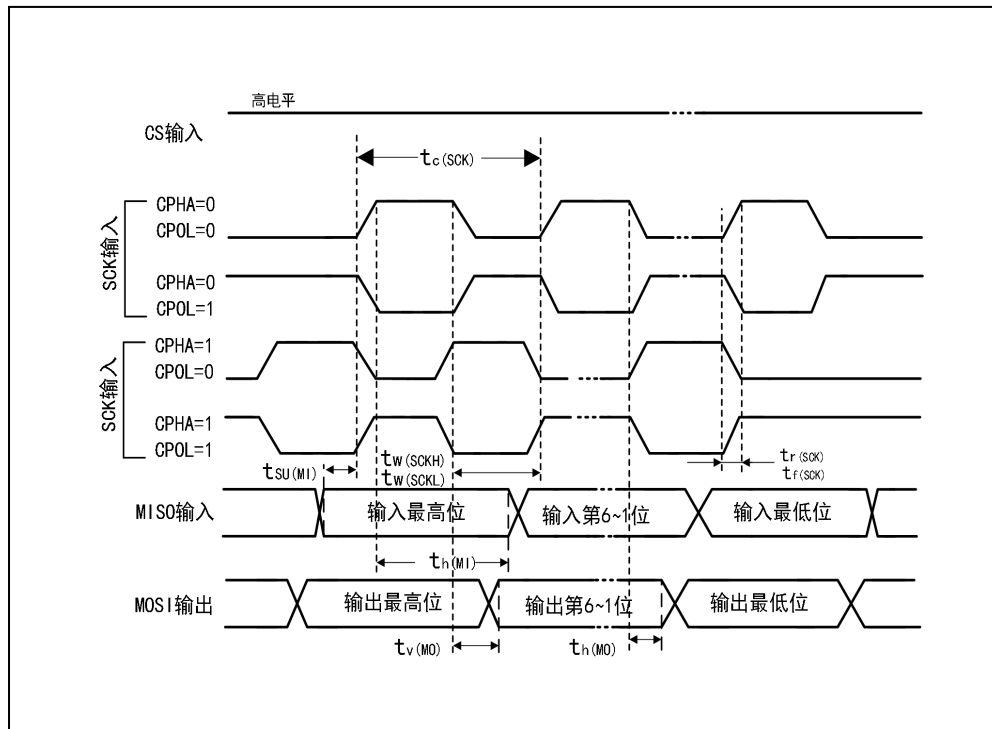 高电平
CS输入
tc(SCK)
SCK输入
CPHA=0
CPOL=0
CPHA=0
CPOL=1
SCK输入
CPHA=1
CPOL=0
CPHA=1
CPOL=1
tSU(MI)
tW(SCKH)
tW(SCKL)
tr(SCK)
tf(SCK)
MISO输入
输入最高位
输入第6~1位
输入最低位
th(MI)
MOSI输出
输出最高位
输出第6~1位
输出最低位
tv(MO)
th(MO)